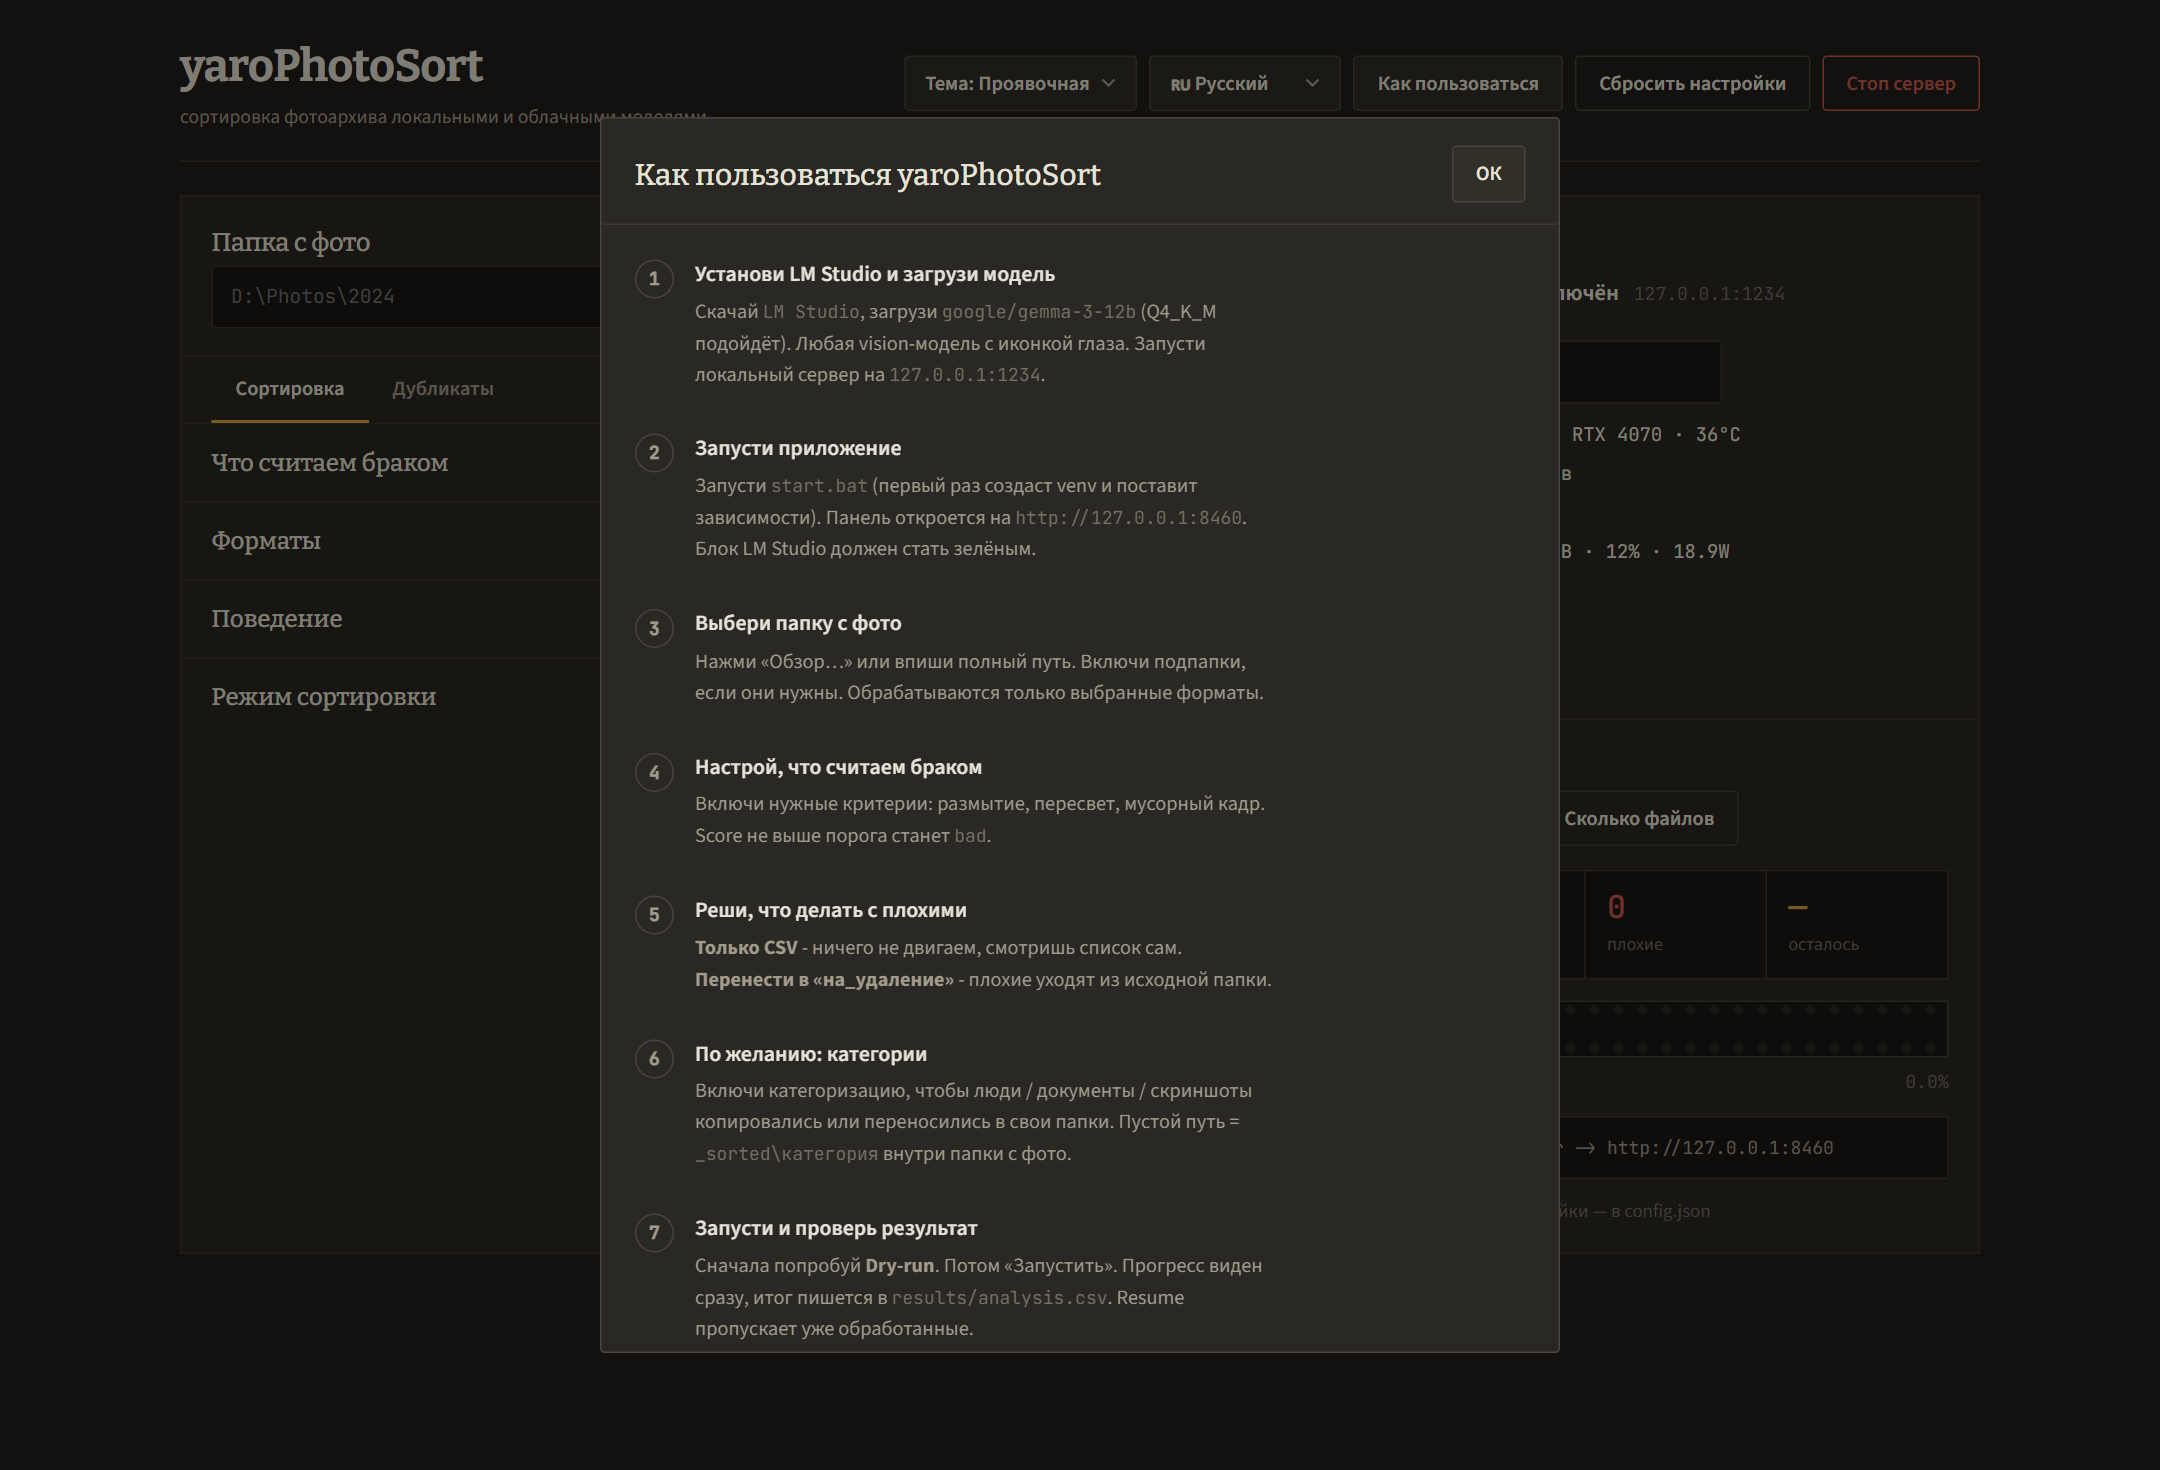 yaroPhotoSort
сортировка фотоархива локальными и облачными моделями
Тема: Проявочная
RU Русский
Как пользоваться
Сбросить настройки
Стоп сервер
Папка с фото
D:\Photos\2024
Сортировка
Дубликаты
Что считаем браком
Форматы
Поведение
Режим сортировки
Как пользоваться yaroPhotoSort
ОК
1
Установи LM Studio и загрузи модель
Скачай LM Studio, загрузи google/gemma-3-12b (Q4_K_M
подойдёт). Любая vision-модель с иконкой глаза. Запусти
локальный сервер на 127.0.0.1:1234.
2
Запусти приложение
Запусти start.bat (первый раз создаст venv и поставит
зависимости). Панель откроется на http://127.0.0.1:8460.
Блок LM Studio должен стать зелёным.
3
Выбери папку с фото
Нажми «Обзор…» или впиши полный путь. Включи подпапки,
если они нужны. Обрабатываются только выбранные форматы.
4
Настрой, что считаем браком
Включи нужные критерии: размытие, пересвет, мусорный кадр.
Score не выше порога станет bad.
5
Реши, что делать с плохими
Только CSV - ничего не двигаем, смотришь список сам.
Перенести в «на_удаление» - плохие уходят из исходной папки.
6
По желанию: категории
Включи категоризацию, чтобы люди / документы / скриншоты
копировались или переносились в свои папки. Пустой путь =
_sorted\категория внутри папки с фото.
7
Запусти и проверь результат
Сначала попробуй Dry-run. Потом «Запустить». Прогресс виден
сразу, итог пишется в results/analysis.csv. Resume
пропускает уже обработанные.
127.0.0.1:1234
RTX 4070 · 36°C
· 12% · 18.9W
Сколько файлов
0
плохие
—
осталось
0.0%
→ http://127.0.0.1:8460
— в config.json